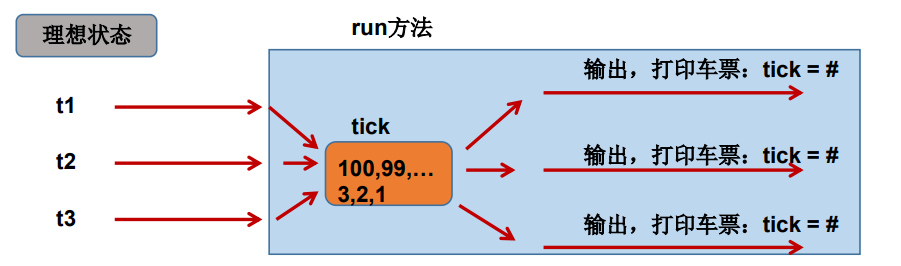 理想状态
run方法
输出，打印车票：tick = #
t1
tick
100,99,…
3,2,1
t2
输出，打印车票：tick = #
t3
输出，打印车票：tick = #